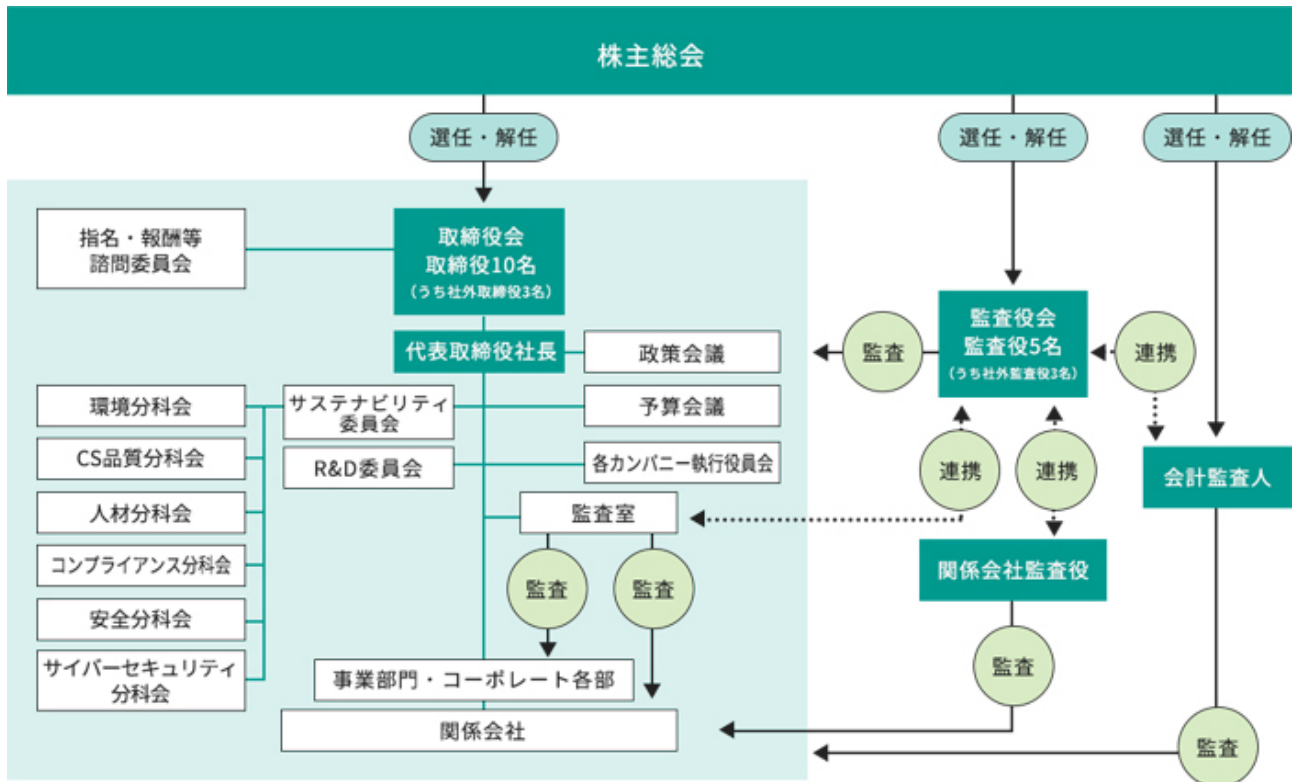 株主総会
選任・解任
選任・解任
選任・解任
指名・報酬等
諮問委員会
取締役会
取締役10名
(うち社外取締役3名)
監査役会
監査役5名
(うち社外監査役3名)
監査
連携
代表取締役社長
政策会議
環境分科会
サステナビリティ
委員会
予算会議
CS品質分科会
R&D委員会
各カンパニー執行役員会
連携
連携
会計監査人
人材分科会
監査室
コンプライアンス分科会
監査
監査
関係会社監査役
安全分科会
サイバーセキュリティ
分科会
事業部門・コーポレート各部
監査
関係会社
監査